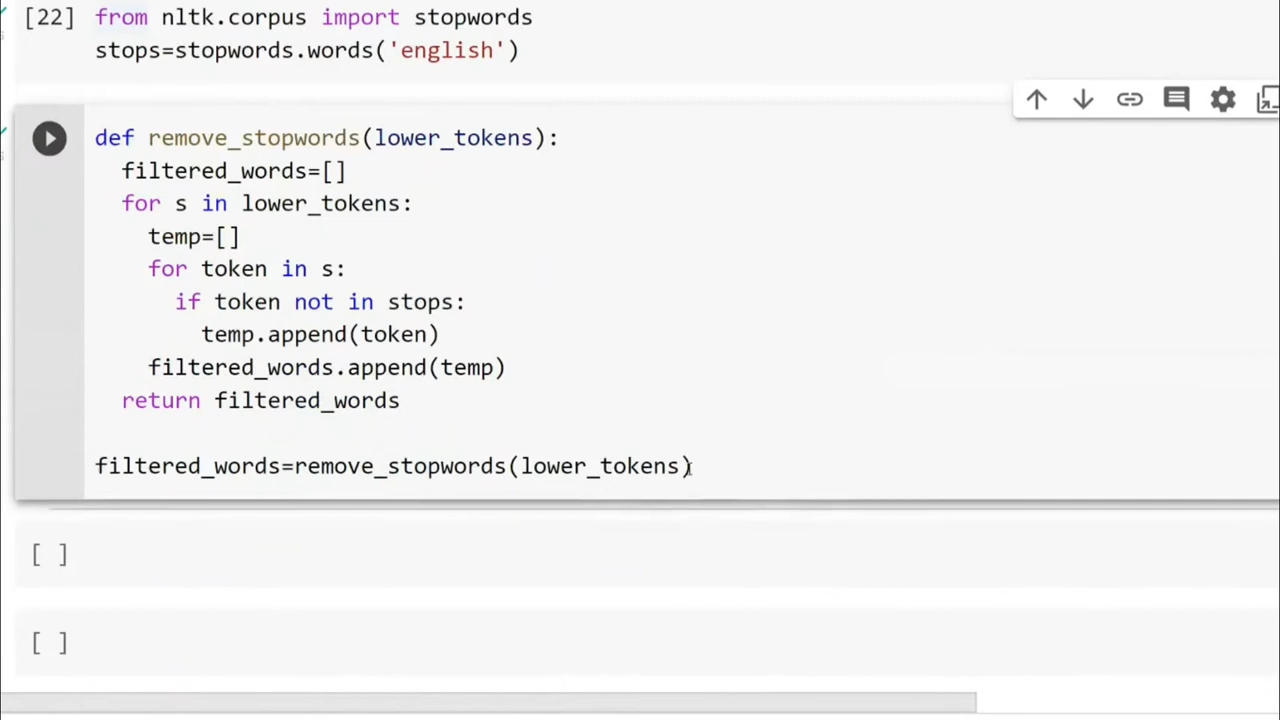 [22] from nltk.corpus import stopwords
stops=stopwords.words('english')
def remove_stopwords(lower_tokens):
filtered_words=[]
for s in lower_tokens:
temp=[]
for token in s:
if token not in stops:
temp.append(token)
filtered_words.append(temp)
return filtered_words
filtered_words=remove_stopwords(lower_tokens)
[ ]
[ ]